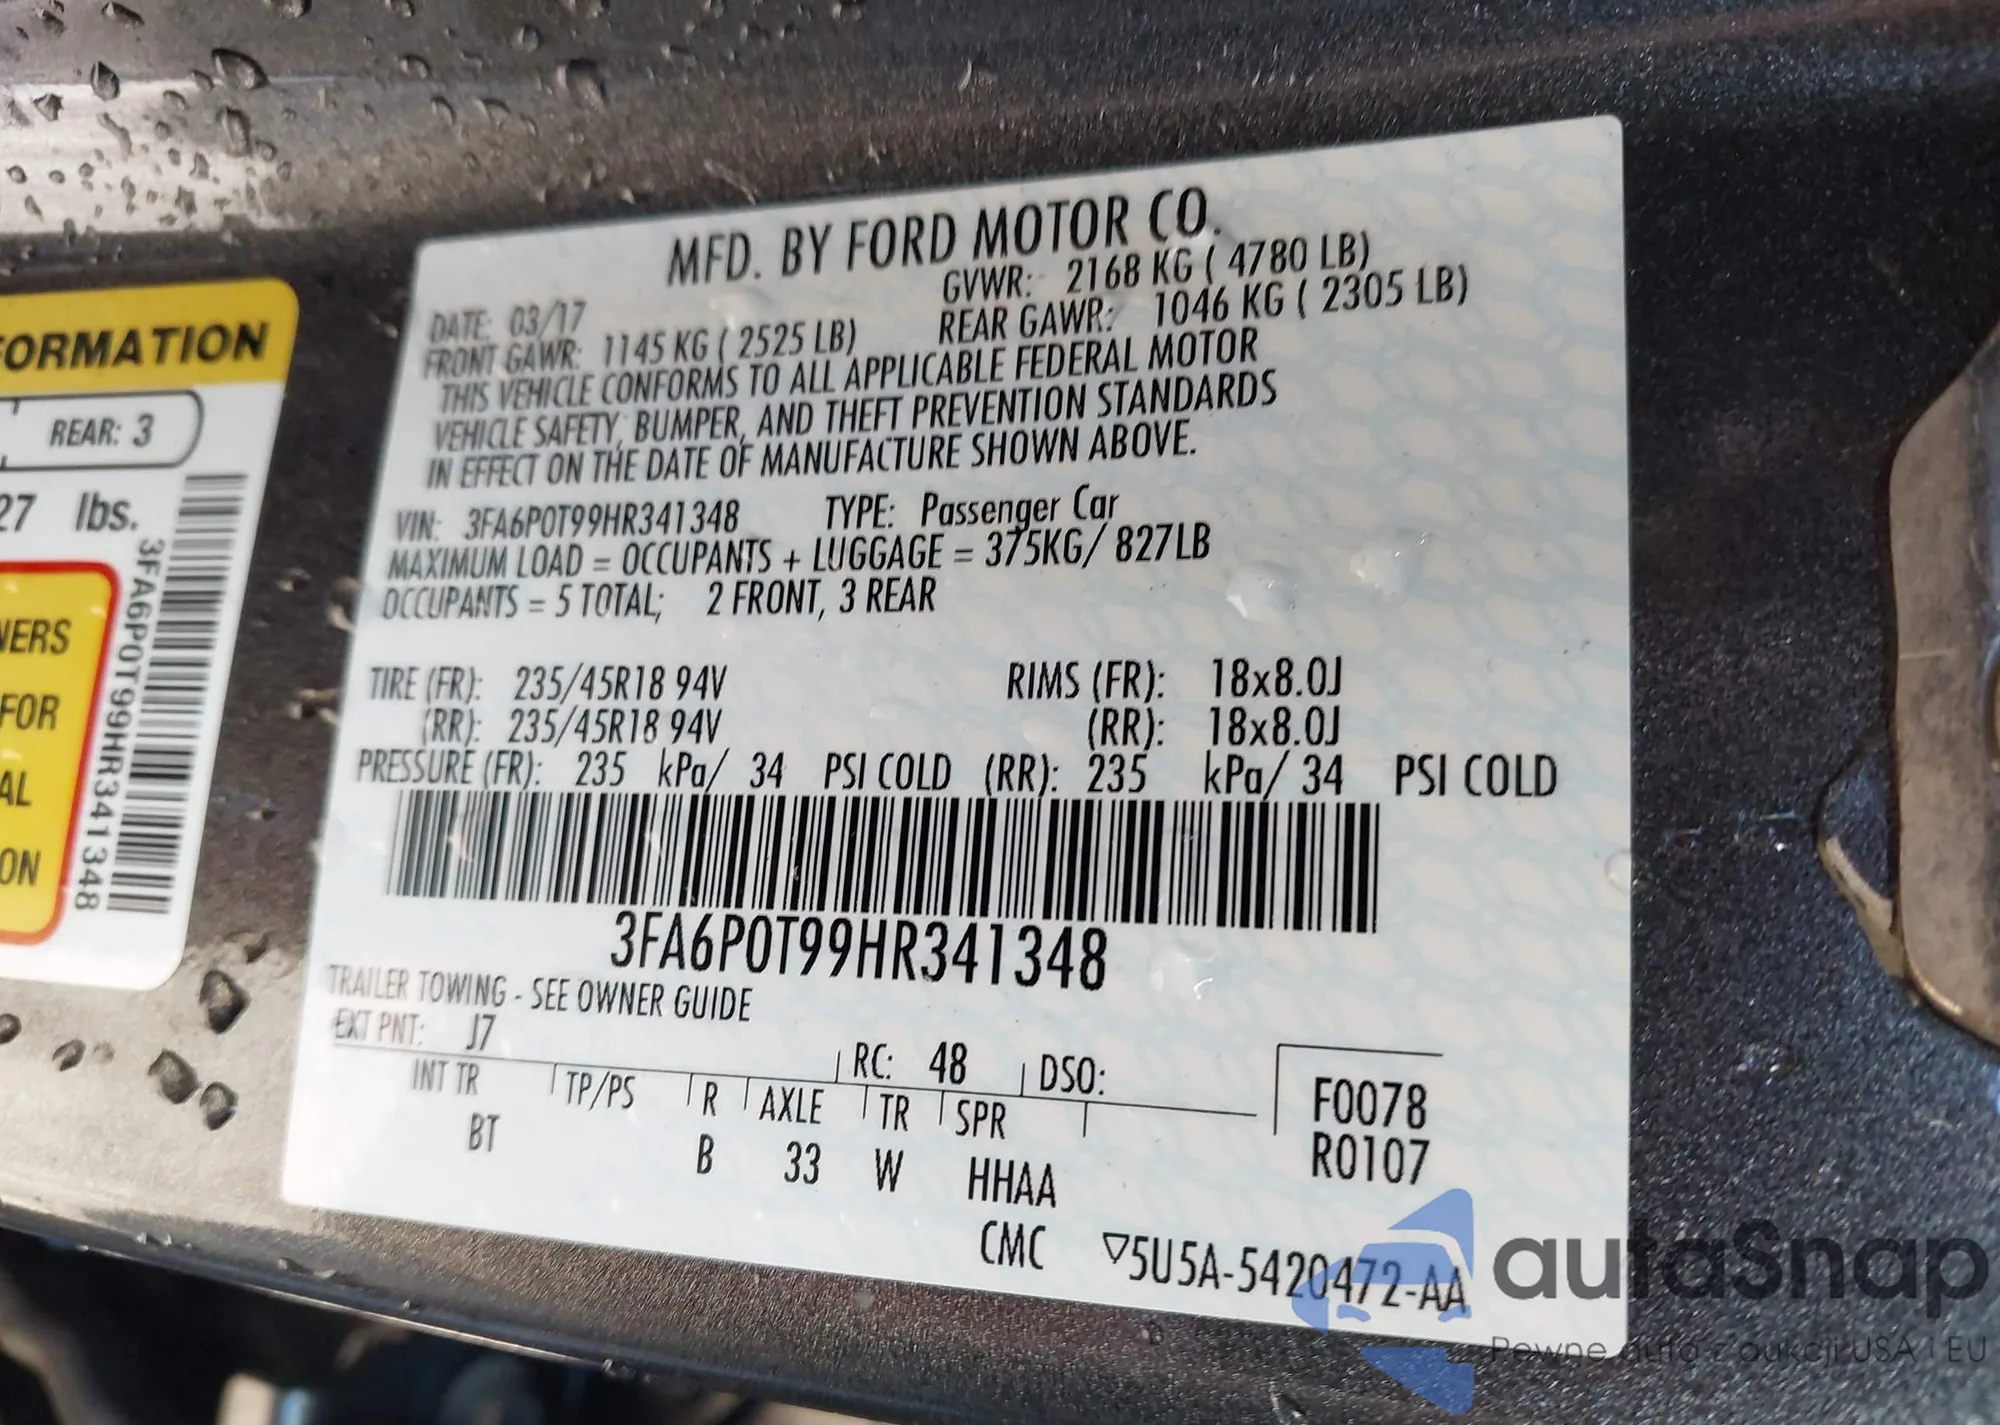 MFD. BY FORD MOTOR CO.
DATE: 03/17 GVWR: 2168 KG ( 4780 LB)
FRONT GAWR: 1145 KG ( 2525 LB) REAR GAWR: 1046 KG ( 2305 LB)
THIS VEHICLE CONFORMS TO ALL APPLICABLE FEDERAL MOTOR
VEHICLE SAFETY, BUMPER, AND THEFT PREVENTION STANDARDS
IN EFFECT ON THE DATE OF MANUFACTURE SHOWN ABOVE.
VIN: 3FA6P0T99HR341348 TYPE: Passenger Car
MAXIMUM LOAD = OCCUPANTS + LUGGAGE = 375KG/ 827LB
OCCUPANTS = 5 TOTAL; 2 FRONT, 3 REAR
TIRE (FR): 235/45R18 94V RIMS (FR): 18x8.0J
(RR): 235/45R18 94V (RR): 18x8.0J
PRESSURE (FR): 235 kPa/ 34 PSI COLD (RR): 235 kPa/ 34 PSI COLD
3FA6P0T99HR341348
TRAILER TOWING - SEE OWNER GUIDE
EXT PNT: J7 RC: 48 DSO:
INT TR TP/PS R AXLE TR SPR
BT B 33 W HHAA
F0078
R0107
CMC ▽5U5A-5420472-AA
FORMATION
REAR: 3
27 lbs.
3FA6P0T99HR341348
NERS
FOR
AL
ON
autaSnap
Pewne auta z aukcji USA i EU